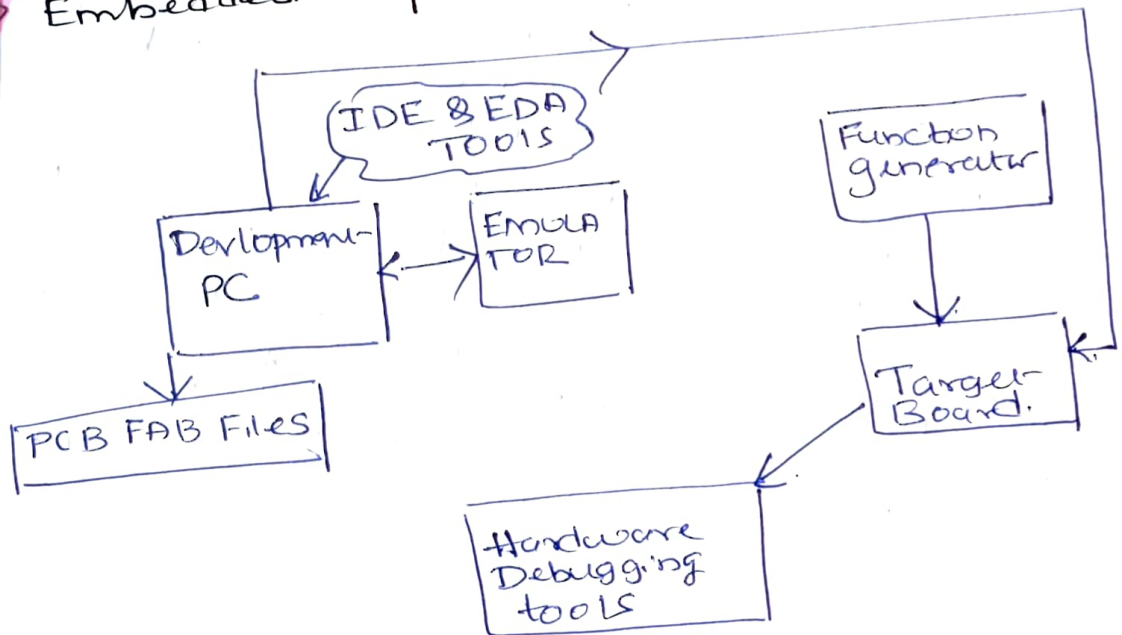 IDE & EDA
TOOLS
Function
generator
Devlopment
PC
EMULA
TOR
Target
Board.
PCB FAB Files
Hardware
Debugging
tools